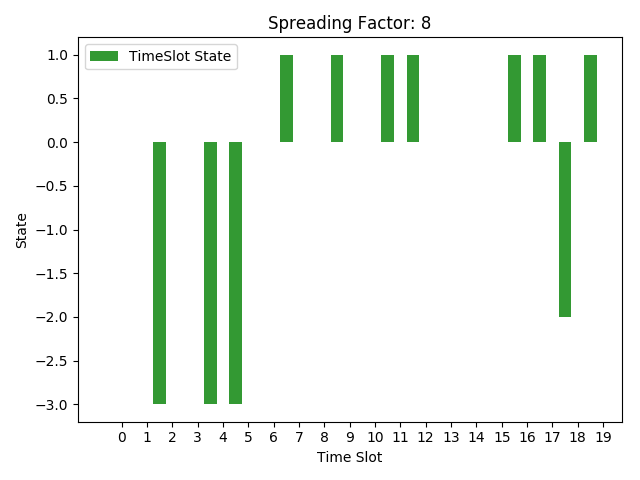 Spreading Factor: 8
TimeSlot State
1.0
0.5
0.0
−0.5
−1.0
−1.5
−2.0
−2.5
−3.0
State
0 1 2 3 4 5 6 7 8 9 10 11 12 13 14 15 16 17 18 19
Time Slot